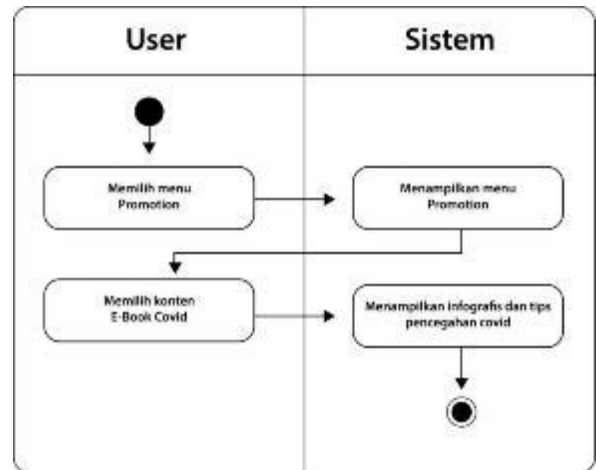 User
Sistem
Memilih menu
Promotion
Menampilkan menu
Promotion
Memilih konten
E-Book Covid
Menampilkan infografis dan tips
pencegahan covid